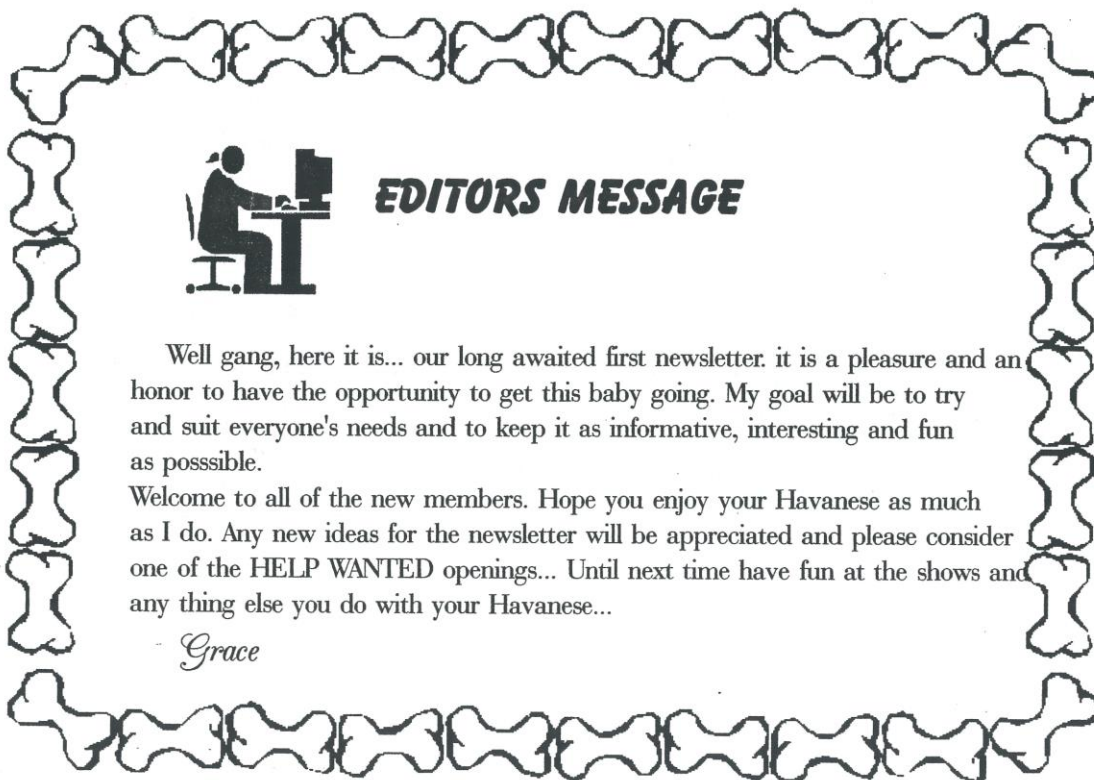 EDITORS MESSAGE
Well gang, here it is... our long awaited first newsletter. it is a pleasure and an
honor to have the opportunity to get this baby going. My goal will be to try
and suit everyone's needs and to keep it as informative, interesting and fun
as posssible.
Welcome to all of the new members. Hope you enjoy your Havanese as much
as I do. Any new ideas for the newsletter will be appreciated and please consider
one of the HELP WANTED openings... Until next time have fun at the shows and
any thing else you do with your Havanese...
Grace